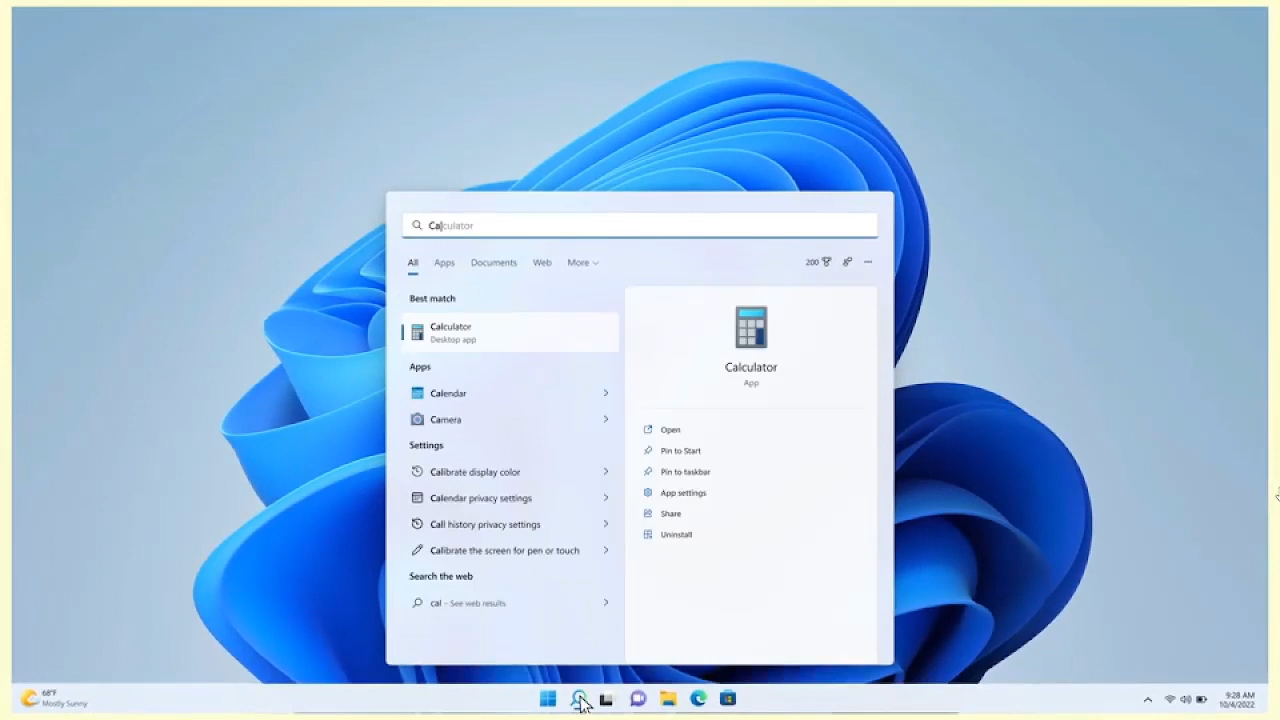 Calculator
All Apps Documents Web More
200
Best match
Calculator
Desktop app
Apps
Calendar
Camera
Settings
Calibrate display color
Calendar privacy settings
Call history privacy settings
Calibrate the screen for pen or touch
Search the web
cal – See web results
Calculator
App
Open
Pin to Start
Pin to taskbar
App settings
Share
Uninstall
68°F
Mostly Sunny
9:28 AM
10/4/2022